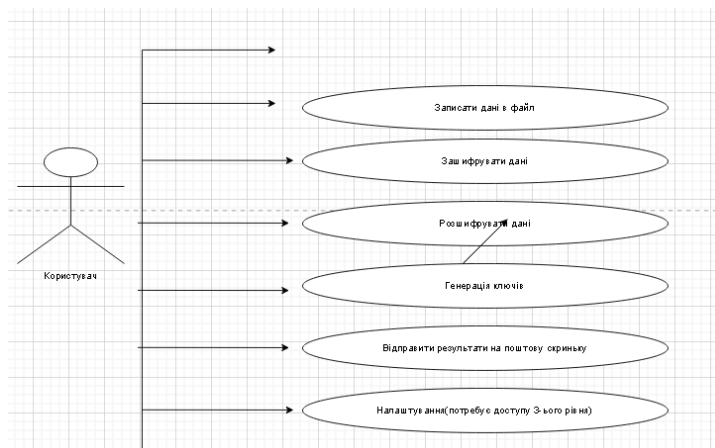 Записати дані в файл
Зашифрувати дані
Розшифрувати дані
Користувач
Генерація ключів
Відправити результати на поштову скриньку
Налаштування(потребує доступу 3-ього рівня)